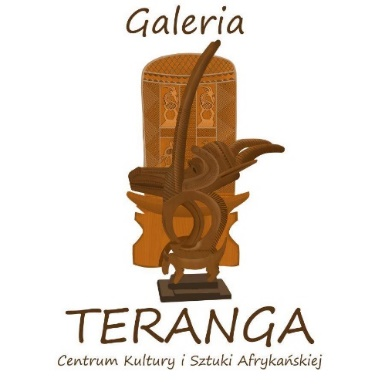 Galeria
TERANGA
Centrum Kultury i Sztuki Afrykańskiej